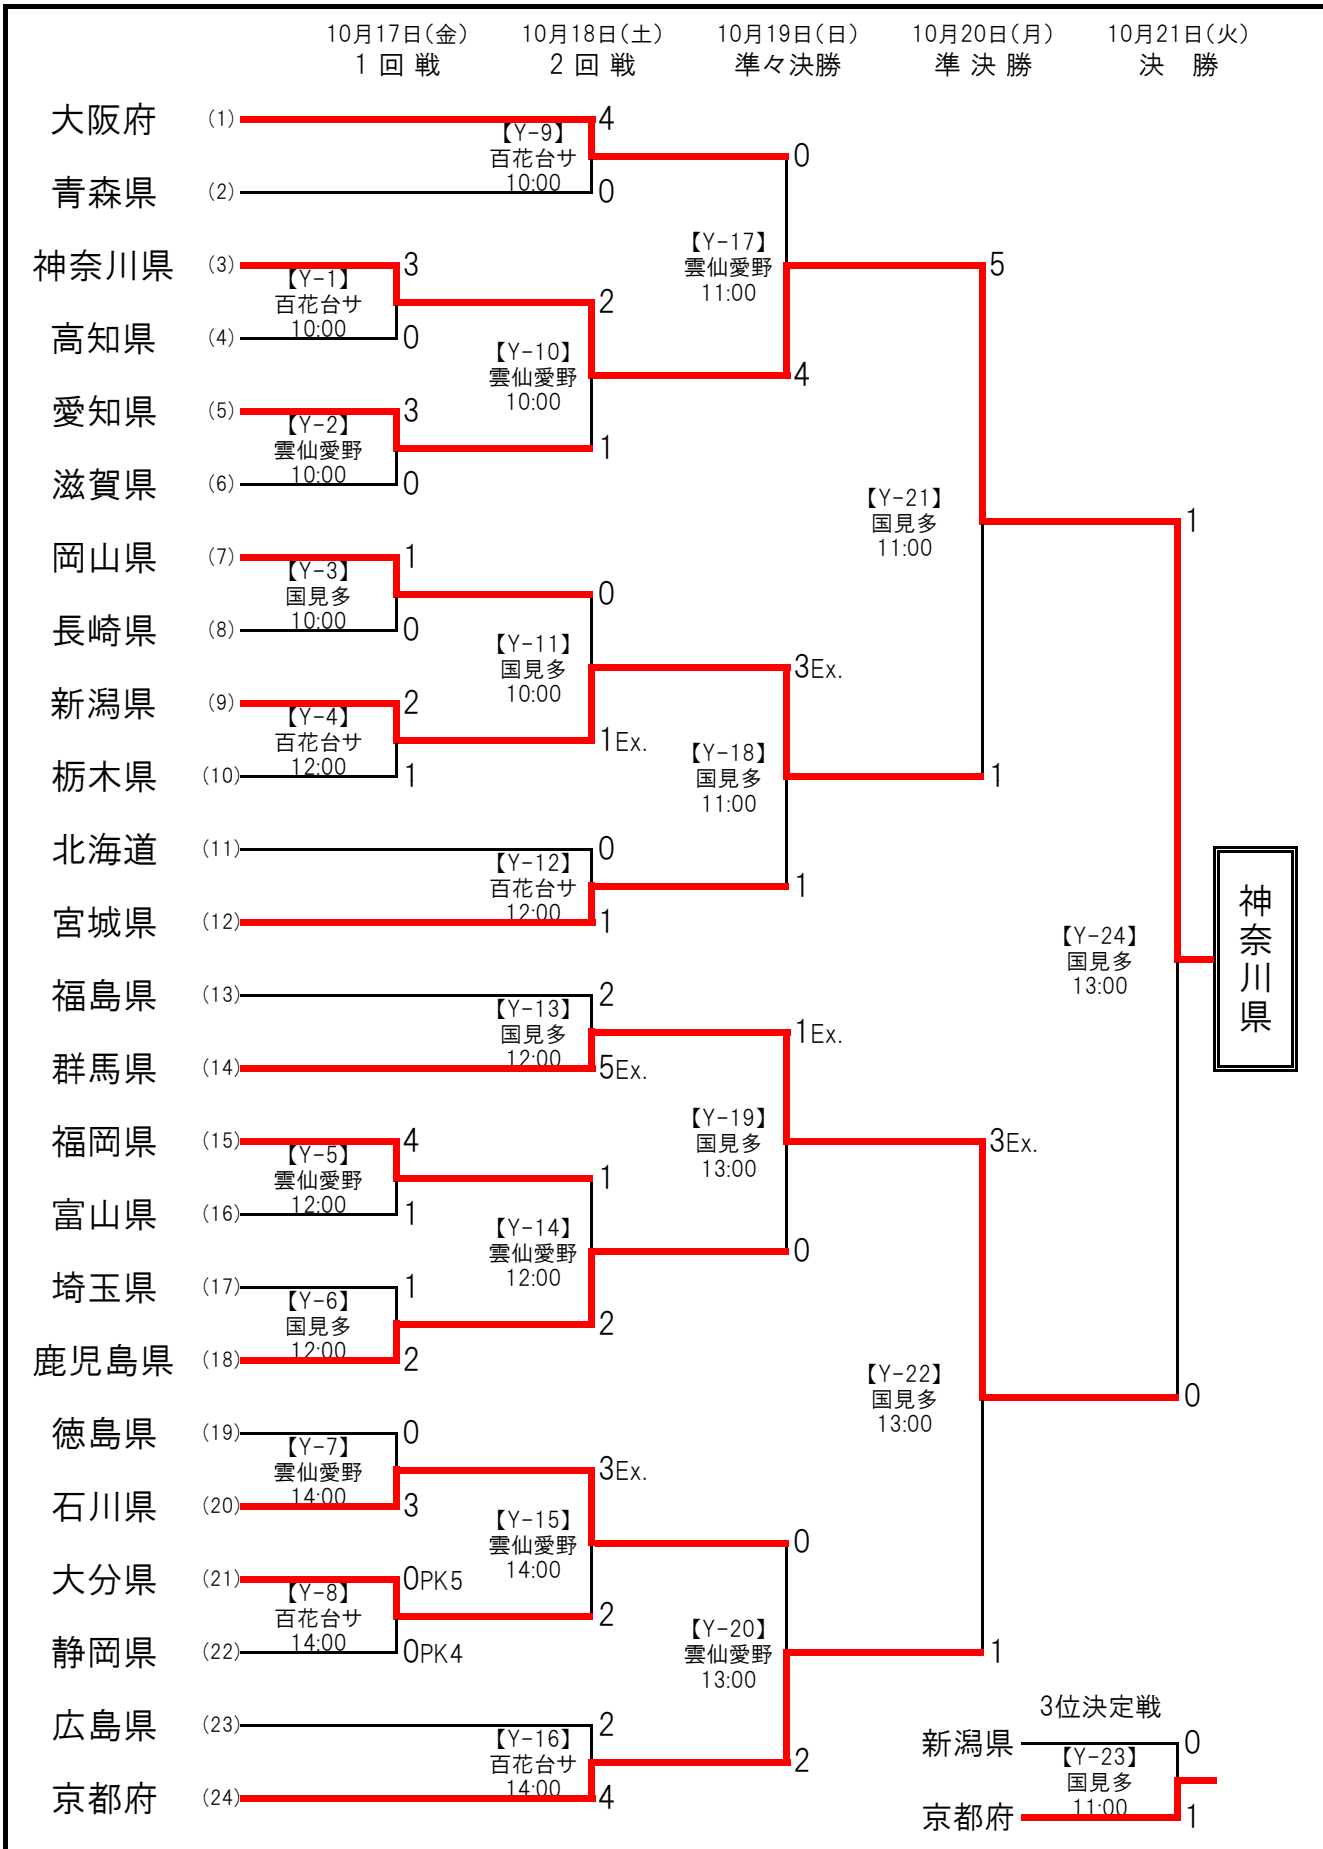 10月17日(金) 10月18日(土) 10月19日(日) 10月20日(月) 10月21日(火)
1回戦 2回戦 準々決勝 準決勝 決勝
大阪府 (1) 4
【Y-9】
百花台サ 0
10:00
青森県 (2) 0
【Y-17】
雲仙愛野
11:00
神奈川県 (3) 3 5
【Y-1】
百花台サ 2
10:00
高知県 (4) 0
【Y-10】
雲仙愛野 4
10:00
愛知県 (5) 3
【Y-2】
雲仙愛野 1
10:00
滋賀県 (6) 0
【Y-21】
国見多 1
11:00
岡山県 (7) 1
【Y-3】
国見多 0
10:00
長崎県 (8) 0
【Y-11】
国見多 3Ex.
10:00
新潟県 (9) 2
【Y-4】
百花台サ 1Ex.
12:00
栃木県 (10) 1
【Y-18】
国見多 1
11:00
北海道 (11) 0
【Y-12】
百花台サ 1
12:00
宮城県 (12) 1
【Y-24】
国見多
13:00
神奈川県
福島県 (13) 2
【Y-13】
国見多 1Ex.
12:00
群馬県 (14) 5Ex.
【Y-19】
国見多 3Ex.
13:00
福岡県 (15) 4
【Y-5】
雲仙愛野 1
12:00
富山県 (16) 1
【Y-14】
雲仙愛野 0
12:00
埼玉県 (17) 1
【Y-6】
国見多 2
12:00
鹿児島県 (18) 2
【Y-22】
国見多 0
13:00
徳島県 (19) 0
【Y-7】
雲仙愛野 3Ex.
14:00
石川県 (20) 3
【Y-15】
雲仙愛野 0
14:00
大分県 (21) 0PK5
【Y-8】
百花台サ 2
14:00
静岡県 (22) 0PK4
【Y-20】
雲仙愛野 1
13:00
広島県 (23) 2
【Y-16】
百花台サ 2
14:00
京都府 (24) 4
3位決定戦
新潟県 0
【Y-23】
国見多
11:00
京都府 1